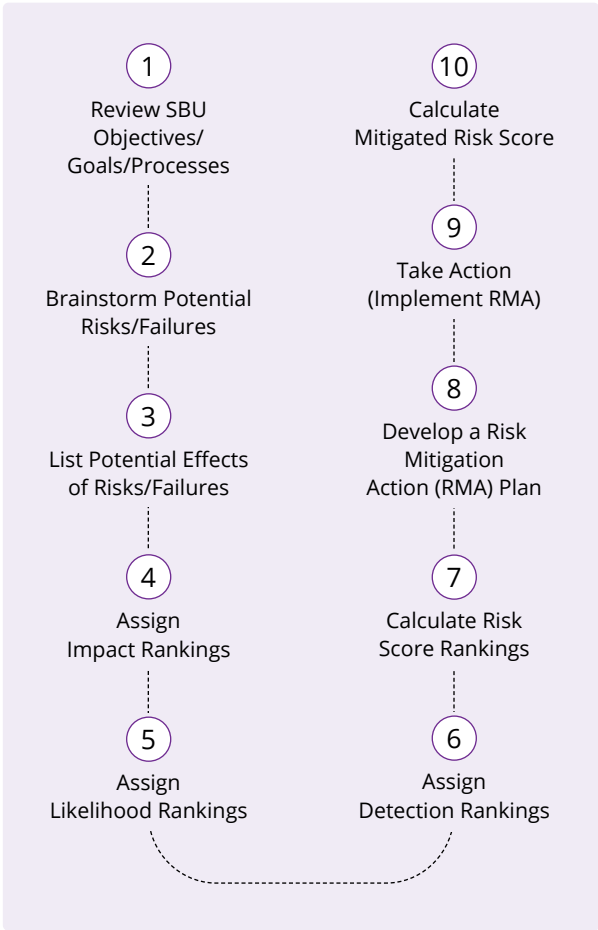 1
Review SBU
Objectives/
Goals/Processes
2
Brainstorm Potential
Risks/Failures
3
List Potential Effects
of Risks/Failures
4
Assign
Impact Rankings
5
Assign
Likelihood Rankings
6
Assign
Detection Rankings
7
Calculate Risk
Score Rankings
8
Develop a Risk
Mitigation
Action (RMA) Plan
9
Take Action
(Implement RMA)
10
Calculate
Mitigated Risk Score